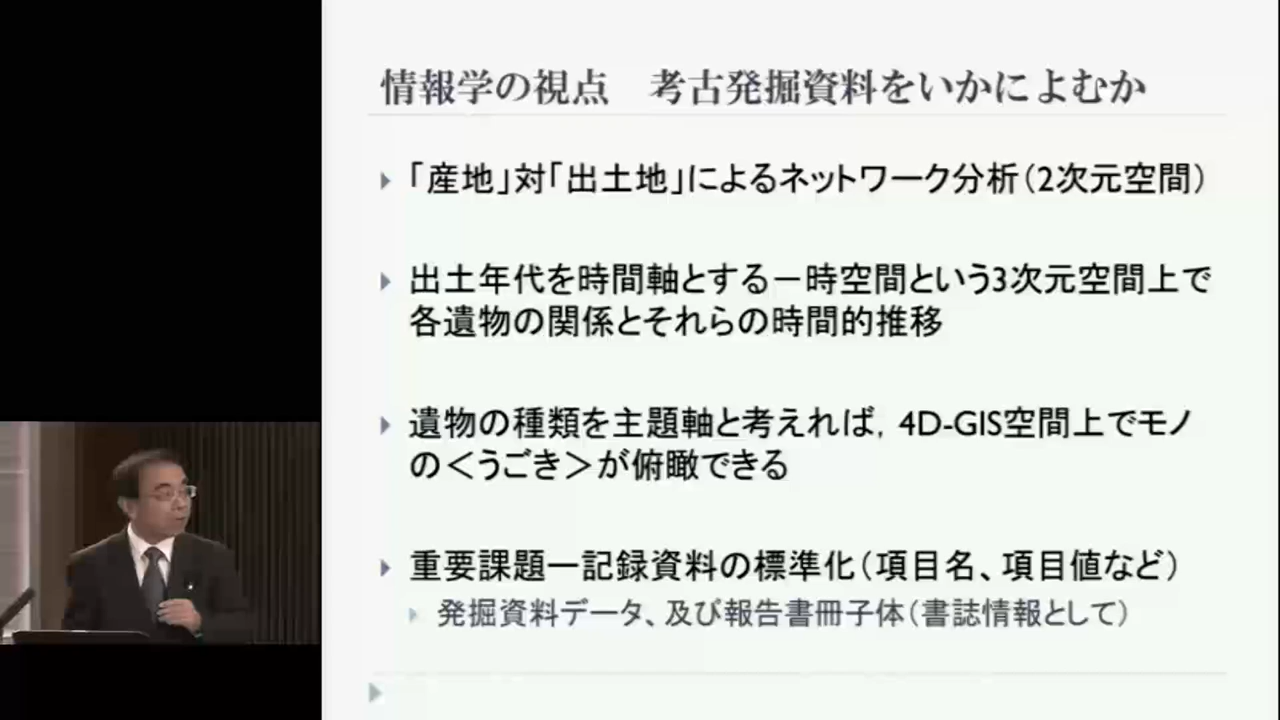 情報学の視点　考古発掘資料をいかによむか
「産地」対「出土地」によるネットワーク分析（2次元空間）
出土年代を時間軸とする－時空間という3次元空間上で
各遺物の関係とそれらの時間的推移
遺物の種類を主題軸と考えれば，4D-GIS空間上でモノ
の＜うごき＞が俯瞰できる
重要課題―記録資料の標準化（項目名、項目値など）
発掘資料データ、及び報告書冊子体（書誌情報として）